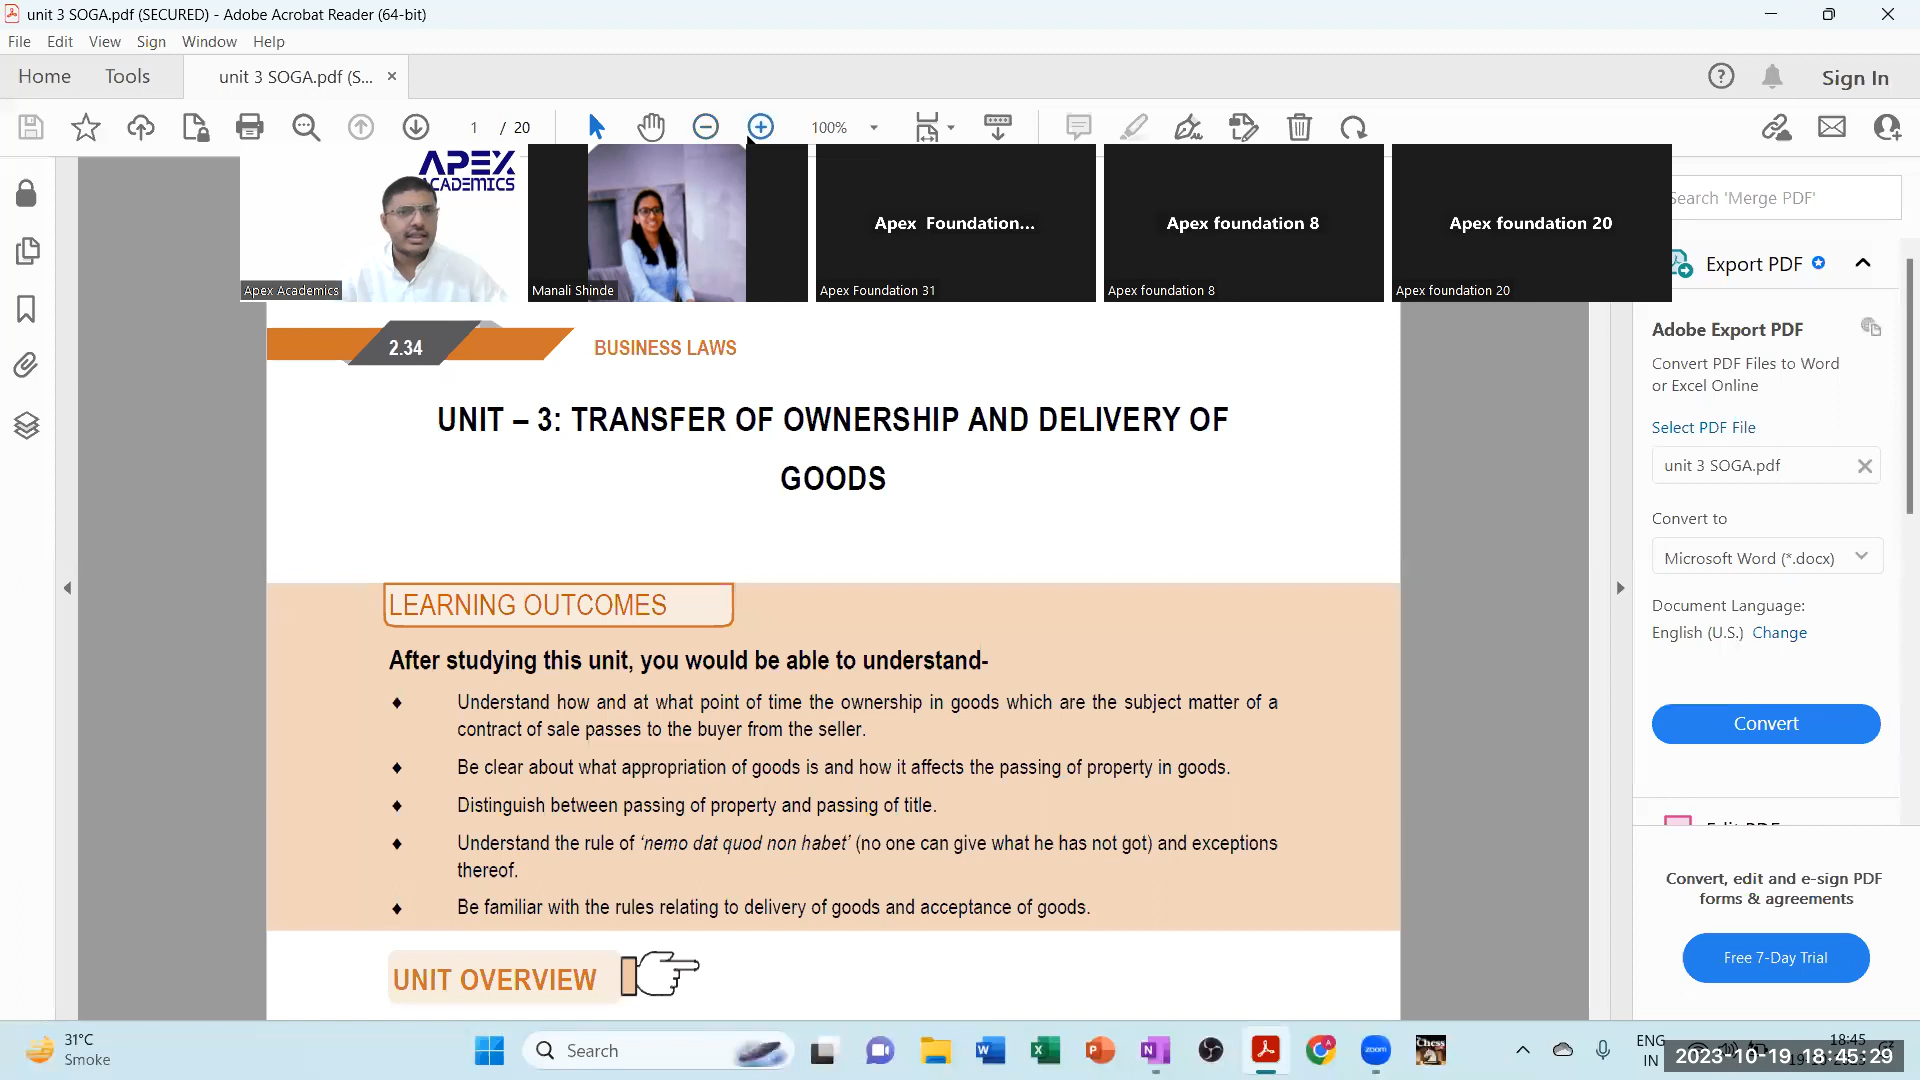 unit 3 SOGA.pdf (SECURED) - Adobe Acrobat Reader (64-bit)
File Edit View Sign Window Help
Home Tools unit 3 SOGA.pdf (S... ×
Sign In
1 / 20 100%
APEX
ACADEMICS
Apex Foundation...
Apex foundation 8
Apex foundation 20
Apex Academics
Manali Shinde
Apex Foundation 31
Apex foundation 8
Apex foundation 20
Search 'Merge PDF'
Export PDF
Adobe Export PDF
Convert PDF Files to Word
or Excel Online
Select PDF File
unit 3 SOGA.pdf
Convert to
Microsoft Word (*.docx)
Document Language:
English (U.S.) Change
Convert
Convert, edit and e-sign PDF
forms & agreements
Free 7-Day Trial
2.34 BUSINESS LAWS
UNIT – 3: TRANSFER OF OWNERSHIP AND DELIVERY OF
GOODS
LEARNING OUTCOMES
After studying this unit, you would be able to understand-
♦ Understand how and at what point of time the ownership in goods which are the subject matter of a
contract of sale passes to the buyer from the seller.
♦ Be clear about what appropriation of goods is and how it affects the passing of property in goods.
♦ Distinguish between passing of property and passing of title.
♦ Understand the rule of ‘nemo dat quod non habet’ (no one can give what he has not got) and exceptions
thereof.
♦ Be familiar with the rules relating to delivery of goods and acceptance of goods.
UNIT OVERVIEW
31°C
Smoke
Search
zoom
Chess
ENG
IN
18:45
2023-10-19 18:45:29